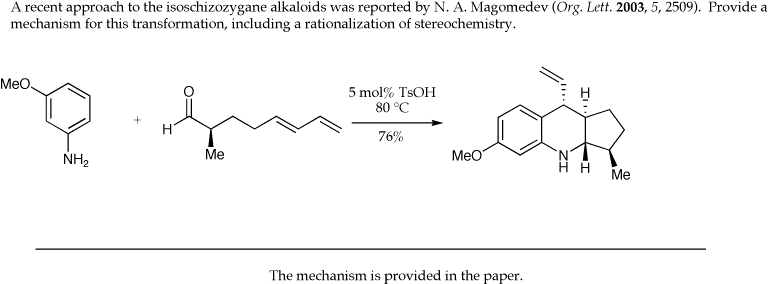 A recent approach to the isoschizozygane alkaloids was reported by N. A. Magomedev (Org. Lett. 2003, 5, 2509). Provide a
mechanism for this transformation, including a rationalization of stereochemistry.
MeO
NH2
+
O
H
Me
5 mol% TsOH
80 °C
76%
H
MeO
N
H
H
Me
The mechanism is provided in the paper.